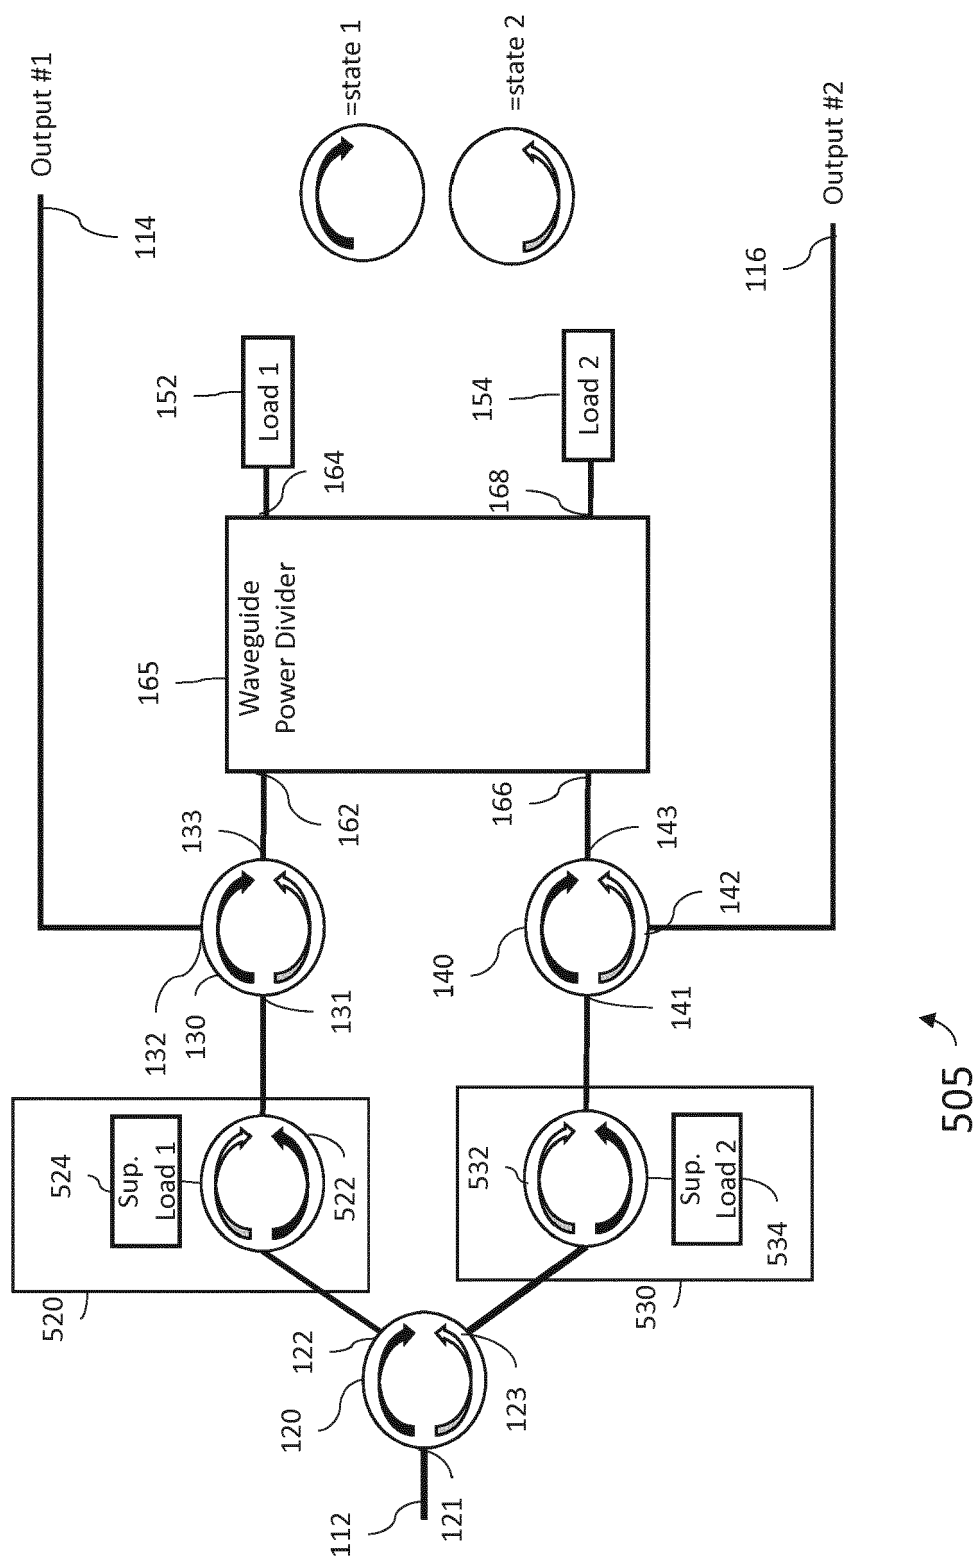 Output #1
114
=state 1
=state 2
Output #2
116
152
Load 1
164
154
Load 2
168
165
Waveguide
Power Divider
133
162
166
143
132
130
131
140
142
141
524
Sup.
Load 1
522
520
532
Sup.
Load 2
534
530
122
120
123
112
121
505